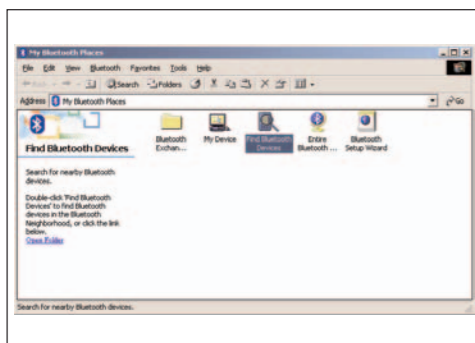 My Bluetooth Places
File Edit View Bluetooth Favorites Tools Help
Search Folders
Address My Bluetooth Places Go
Find Bluetooth Devices
Search for nearby Bluetooth
devices.
Double-click 'Find Bluetooth
Devices' to find Bluetooth
devices in the Bluetooth
Neighborhood, or click the link
below.
Open Folder
Bluetooth
Exchan...
My Device
Find Bluetooth
Devices
Entire
Bluetooth ...
Bluetooth
Setup Wizard
Search for nearby Bluetooth devices.